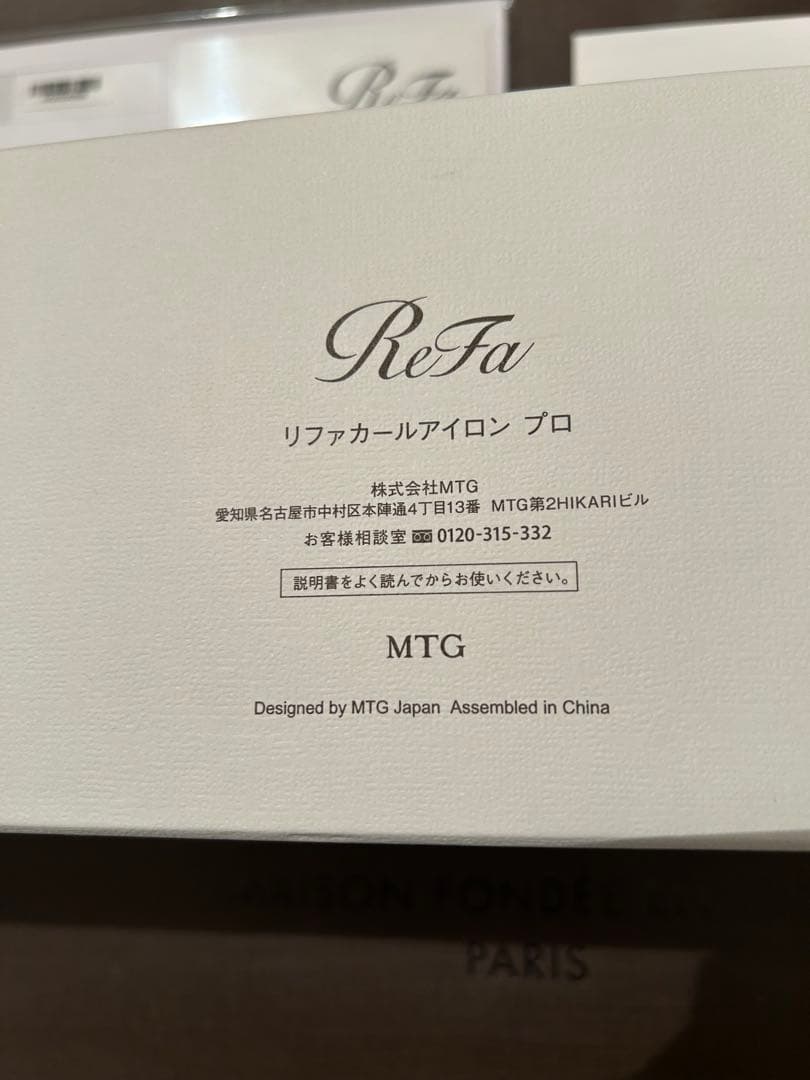 ReFa
ReFa
リファカールアイロン プロ
株式会社MTG
愛知県名古屋市中村区本陣通4丁目13番 MTG第2HIKARIビル
お客様相談室 0120-315-332
説明書をよく読んでからお使いください。
MTG
Designed by MTG Japan Assembled in China
MAISON FONDÉE
PARIS